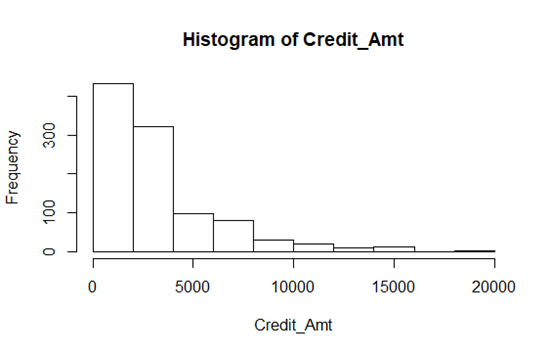 Histogram of Credit_Amt
Frequency
300
100
0
0 5000 10000 15000 20000
Credit_Amt